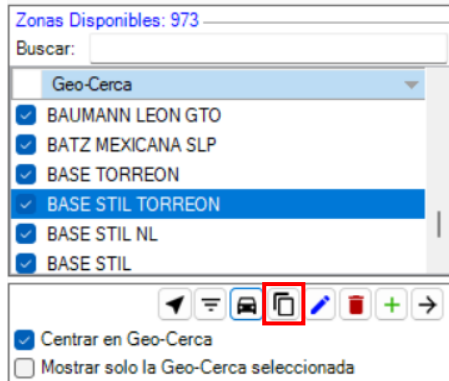 Zonas Disponibles: 973
Buscar:
Geo-Cerca
BAUMANN LEON GTO
BATZ MEXICANA SLP
BASE TORREON
BASE STIL TORREON
BASE STIL NL
BASE STIL
Centrar en Geo-Cerca
Mostrar solo la Geo-Cerca seleccionada